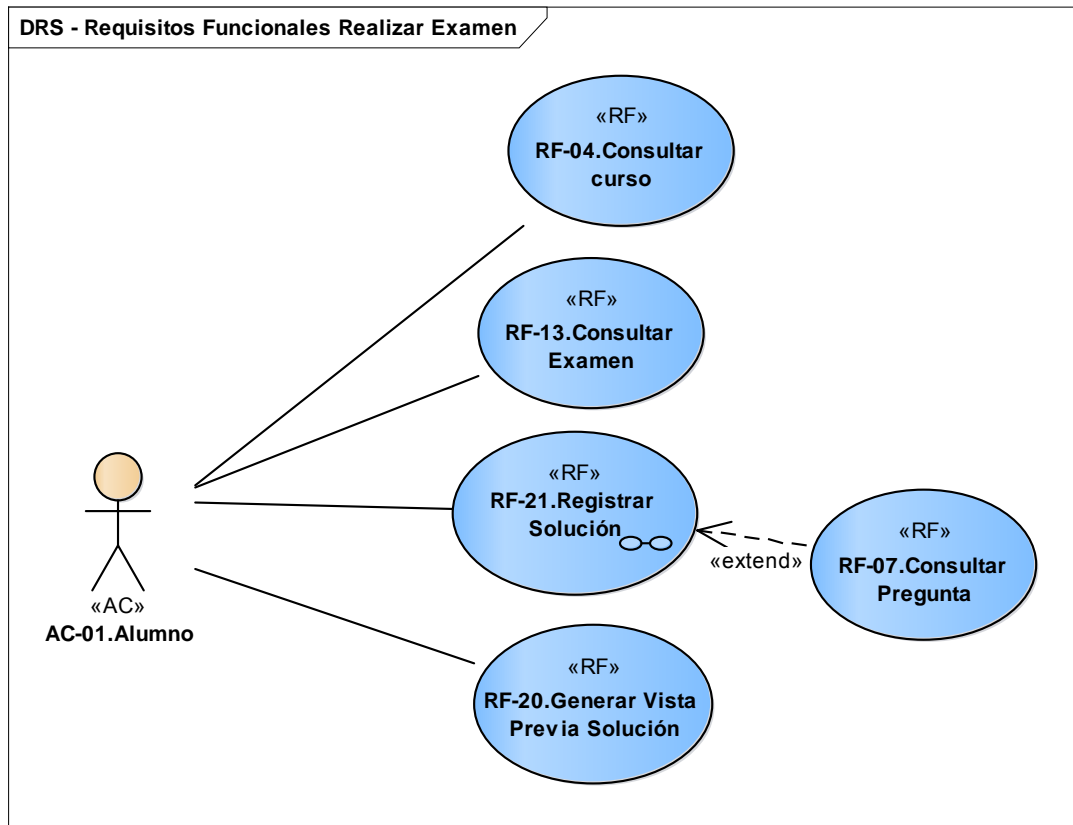 DRS - Requisitos Funcionales Realizar Examen
«RF»
RF-04.Consultar
curso
«RF»
RF-13.Consultar
Examen
«RF»
RF-21.Registrar
Solución
«extend»
«RF»
RF-07.Consultar
Pregunta
«AC»
AC-01.Alumno
«RF»
RF-20.Generar Vista
Previa Solución